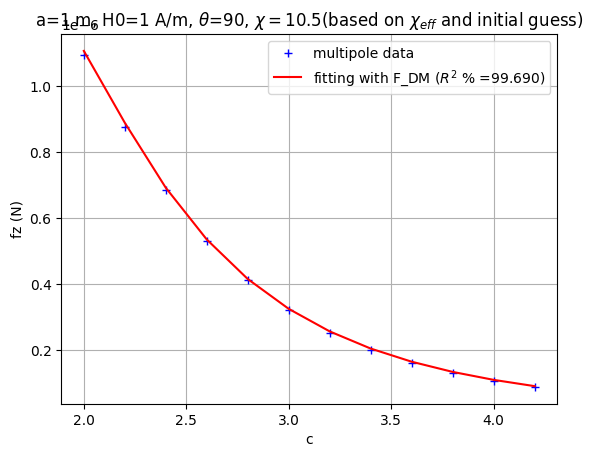 a=1 m, H0=1 A/m, θ=90, χ = 10.5(based on χ_eff and initial guess)
1e−6
multipole data
fitting with F_DM (R² % =99.690)
fz (N)
1.0
0.8
0.6
0.4
0.2
2.0 2.5 3.0 3.5 4.0
c